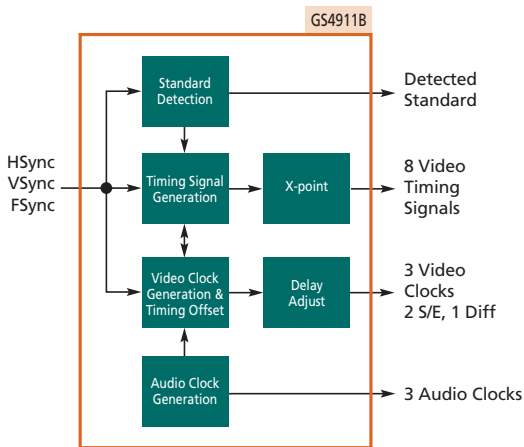 GS4911B
Standard
Detection
Detected
Standard
HSync
VSync
FSync
Timing Signal
Generation
X-point
8 Video
Timing
Signals
Video Clock
Generation &
Timing Offset
Delay
Adjust
3 Video
Clocks
2 S/E, 1 Diff
Audio Clock
Generation
3 Audio Clocks